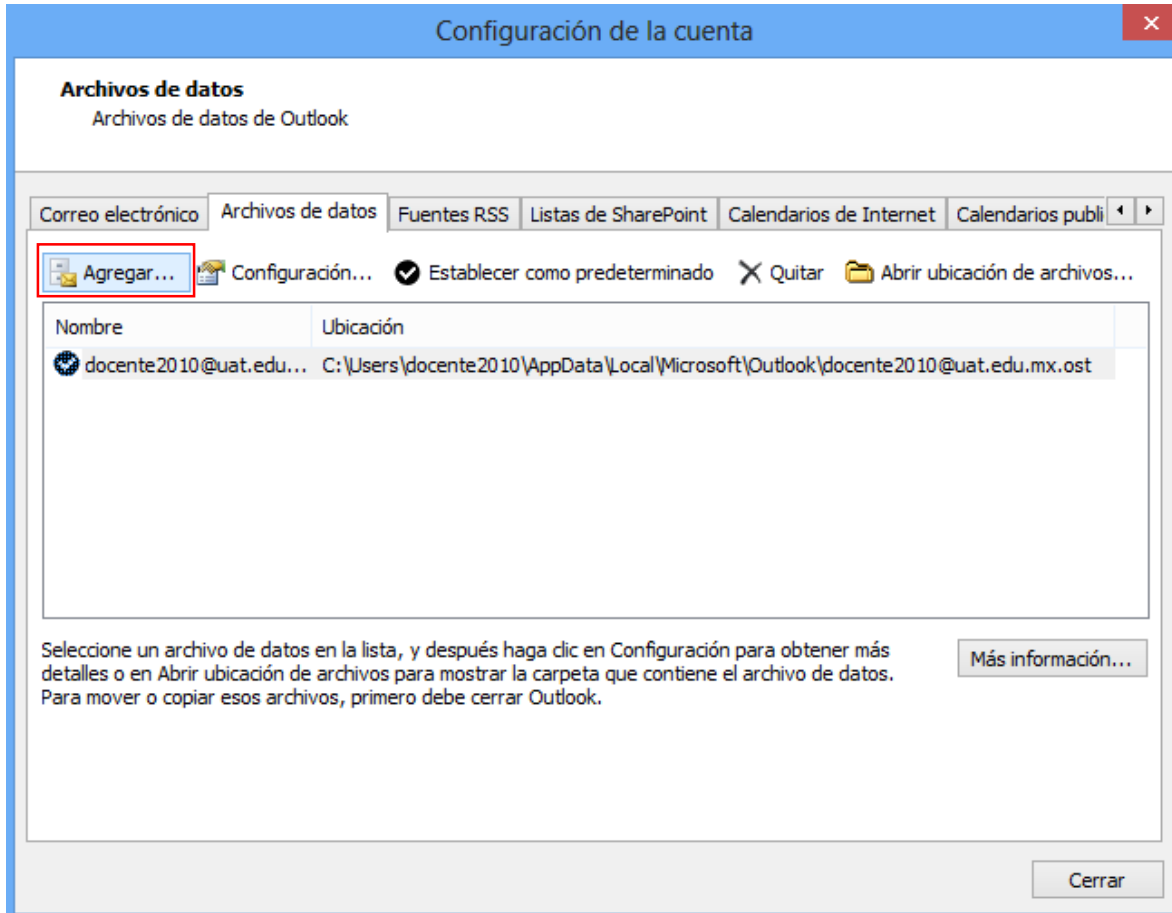 Configuración de la cuenta
Archivos de datos
Archivos de datos de Outlook
Correo electrónico Archivos de datos Fuentes RSS Listas de SharePoint Calendarios de Internet Calendarios publi
Agregar... Configuración... Establecer como predeterminado Quitar Abrir ubicación de archivos...
Nombre Ubicación
docente2010@uat.edu... C:\Users\docente2010\AppData\Local\Microsoft\Outlook\docente2010@uat.edu.mx.ost
Seleccione un archivo de datos en la lista, y después haga clic en Configuración para obtener más
detalles o en Abrir ubicación de archivos para mostrar la carpeta que contiene el archivo de datos.
Para mover o copiar esos archivos, primero debe cerrar Outlook.
Más información...
Cerrar